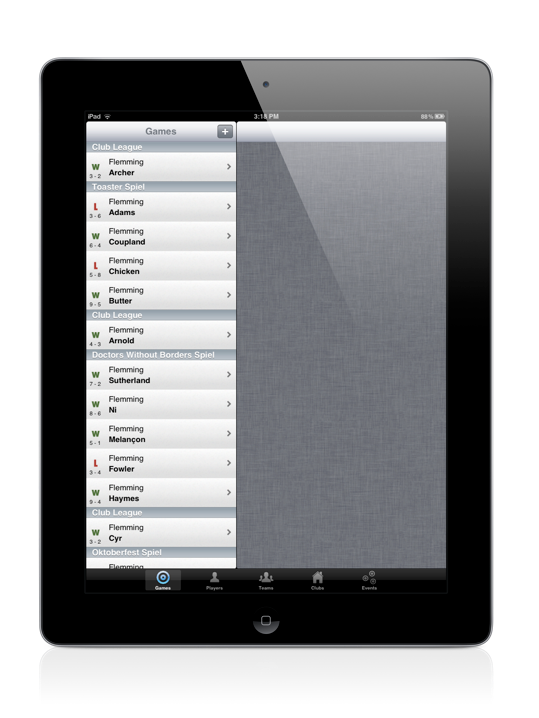 iPad 3:18 PM 88%
Games +
Club League
W Flemming
3 - 2 Archer
Toaster Spiel
L Flemming
3 - 6 Adams
W Flemming
6 - 4 Coupland
L Flemming
5 - 8 Chicken
W Flemming
9 - 5 Butter
Club League
W Flemming
4 - 3 Arnold
Doctors Without Borders Spiel
W Flemming
7 - 2 Sutherland
W Flemming
8 - 6 Ni
W Flemming
5 - 1 Melançon
L Flemming
3 - 4 Fowler
W Flemming
9 - 4 Haymes
Club League
W Flemming
3 - 2 Cyr
Oktoberfest Spiel
Flemming
Games Players Teams Clubs Events